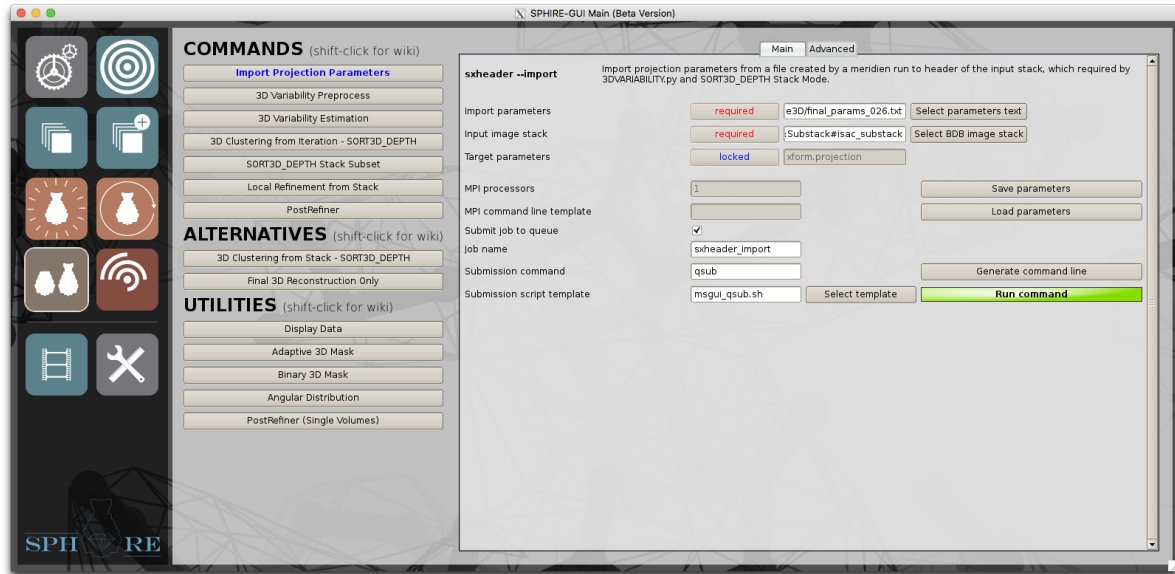 SPHIRE-GUI Main (Beta Version)
COMMANDS (shift-click for wiki)
Import Projection Parameters
3D Variability Preprocess
3D Variability Estimation
3D Clustering from Iteration - SORT3D_DEPTH
SORT3D_DEPTH Stack Subset
Local Refinement from Stack
PostRefiner
ALTERNATIVES (shift-click for wiki)
3D Clustering from Stack - SORT3D_DEPTH
Final 3D Reconstruction Only
UTILITIES (shift-click for wiki)
Display Data
Adaptive 3D Mask
Binary 3D Mask
Angular Distribution
PostRefiner (Single Volumes)
SPHIRE
Main Advanced
sxheader --import Import projection parameters from a file created by a meridien run to header of the input stack, which required by
3DVARIABILITY.py and SORT3D_DEPTH Stack Mode.
Import parameters required e3D/final_params_026.txt Select parameters text
Input image stack required :Substack#isac_substack Select BDB image stack
Target parameters locked xform.projection
MPI processors 1 Save parameters
MPI command line template Load parameters
Submit job to queue
Job name sxheader_import
Submission command qsub Generate command line
Submission script template msgui_qsub.sh Select template Run command